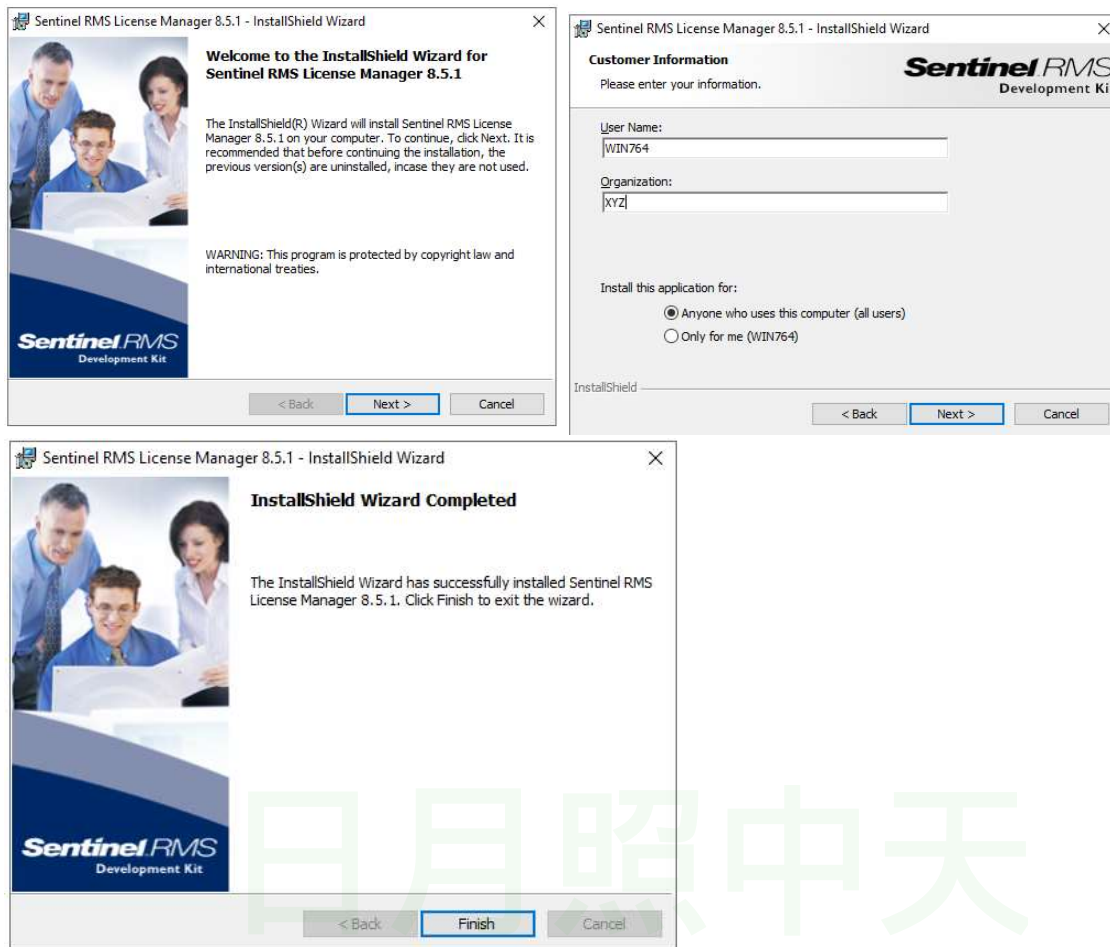 Sentinel RMS License Manager 8.5.1 - InstallShield Wizard
Welcome to the InstallShield Wizard for
Sentinel RMS License Manager 8.5.1
The InstallShield(R) Wizard will install Sentinel RMS License
Manager 8.5.1 on your computer. To continue, click Next. It is
recommended that before continuing the installation, the
previous version(s) are uninstalled, incase they are not used.
WARNING: This program is protected by copyright law and
international treaties.
Sentinel RMS
Development Kit
< Back Next > Cancel
Sentinel RMS License Manager 8.5.1 - InstallShield Wizard
Customer Information
Please enter your information.
Sentinel RMS
Development Ki
User Name:
WIN764
Organization:
XYZ
Install this application for:
Anyone who uses this computer (all users)
Only for me (WIN764)
InstallShield
< Back Next > Cancel
Sentinel RMS License Manager 8.5.1 - InstallShield Wizard
InstallShield Wizard Completed
The InstallShield Wizard has successfully installed Sentinel RMS
License Manager 8.5.1. Click Finish to exit the wizard.
Sentinel RMS
Development Kit
< Back Finish Cancel
日月照中天